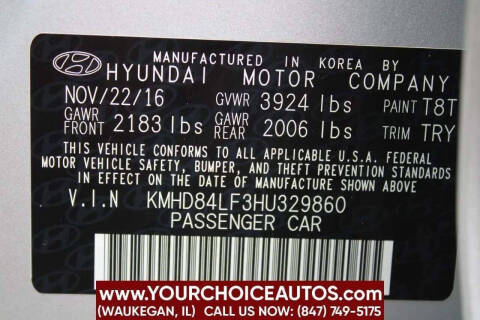 MANUFACTURED IN KOREA BY
HYUNDAI MOTOR COMPANY
NOV/22/16 GVWR 3924 lbs PAINT T8T
GAWR FRONT 2183 lbs GAWR REAR 2006 lbs TRIM TRY
THIS VEHICLE CONFORMS TO ALL APPLICABLE U.S.A. FEDERAL
MOTOR VEHICLE SAFETY, BUMPER, AND THEFT PREVENTION STANDARDS
IN EFFECT ON THE DATE OF MANUFACTURE SHOWN ABOVE
V.I.N KMHD84LF3HU329860
PASSENGER CAR
WWW.YOURCHOICEAUTOS.COM
(WAUKEGAN, IL) CALL US NOW: (847) 749-5175